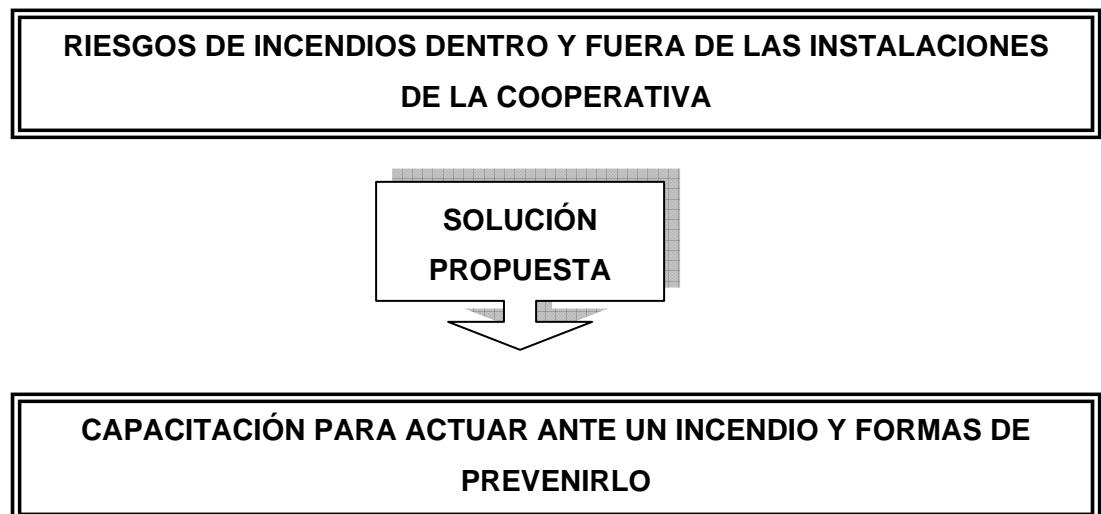 RIESGOS DE INCENDIOS DENTRO Y FUERA DE LAS INSTALACIONES
DE LA COOPERATIVA
SOLUCIÓN
PROPUESTA
CAPACITACIÓN PARA ACTUAR ANTE UN INCENDIO Y FORMAS DE
PREVENIRLO